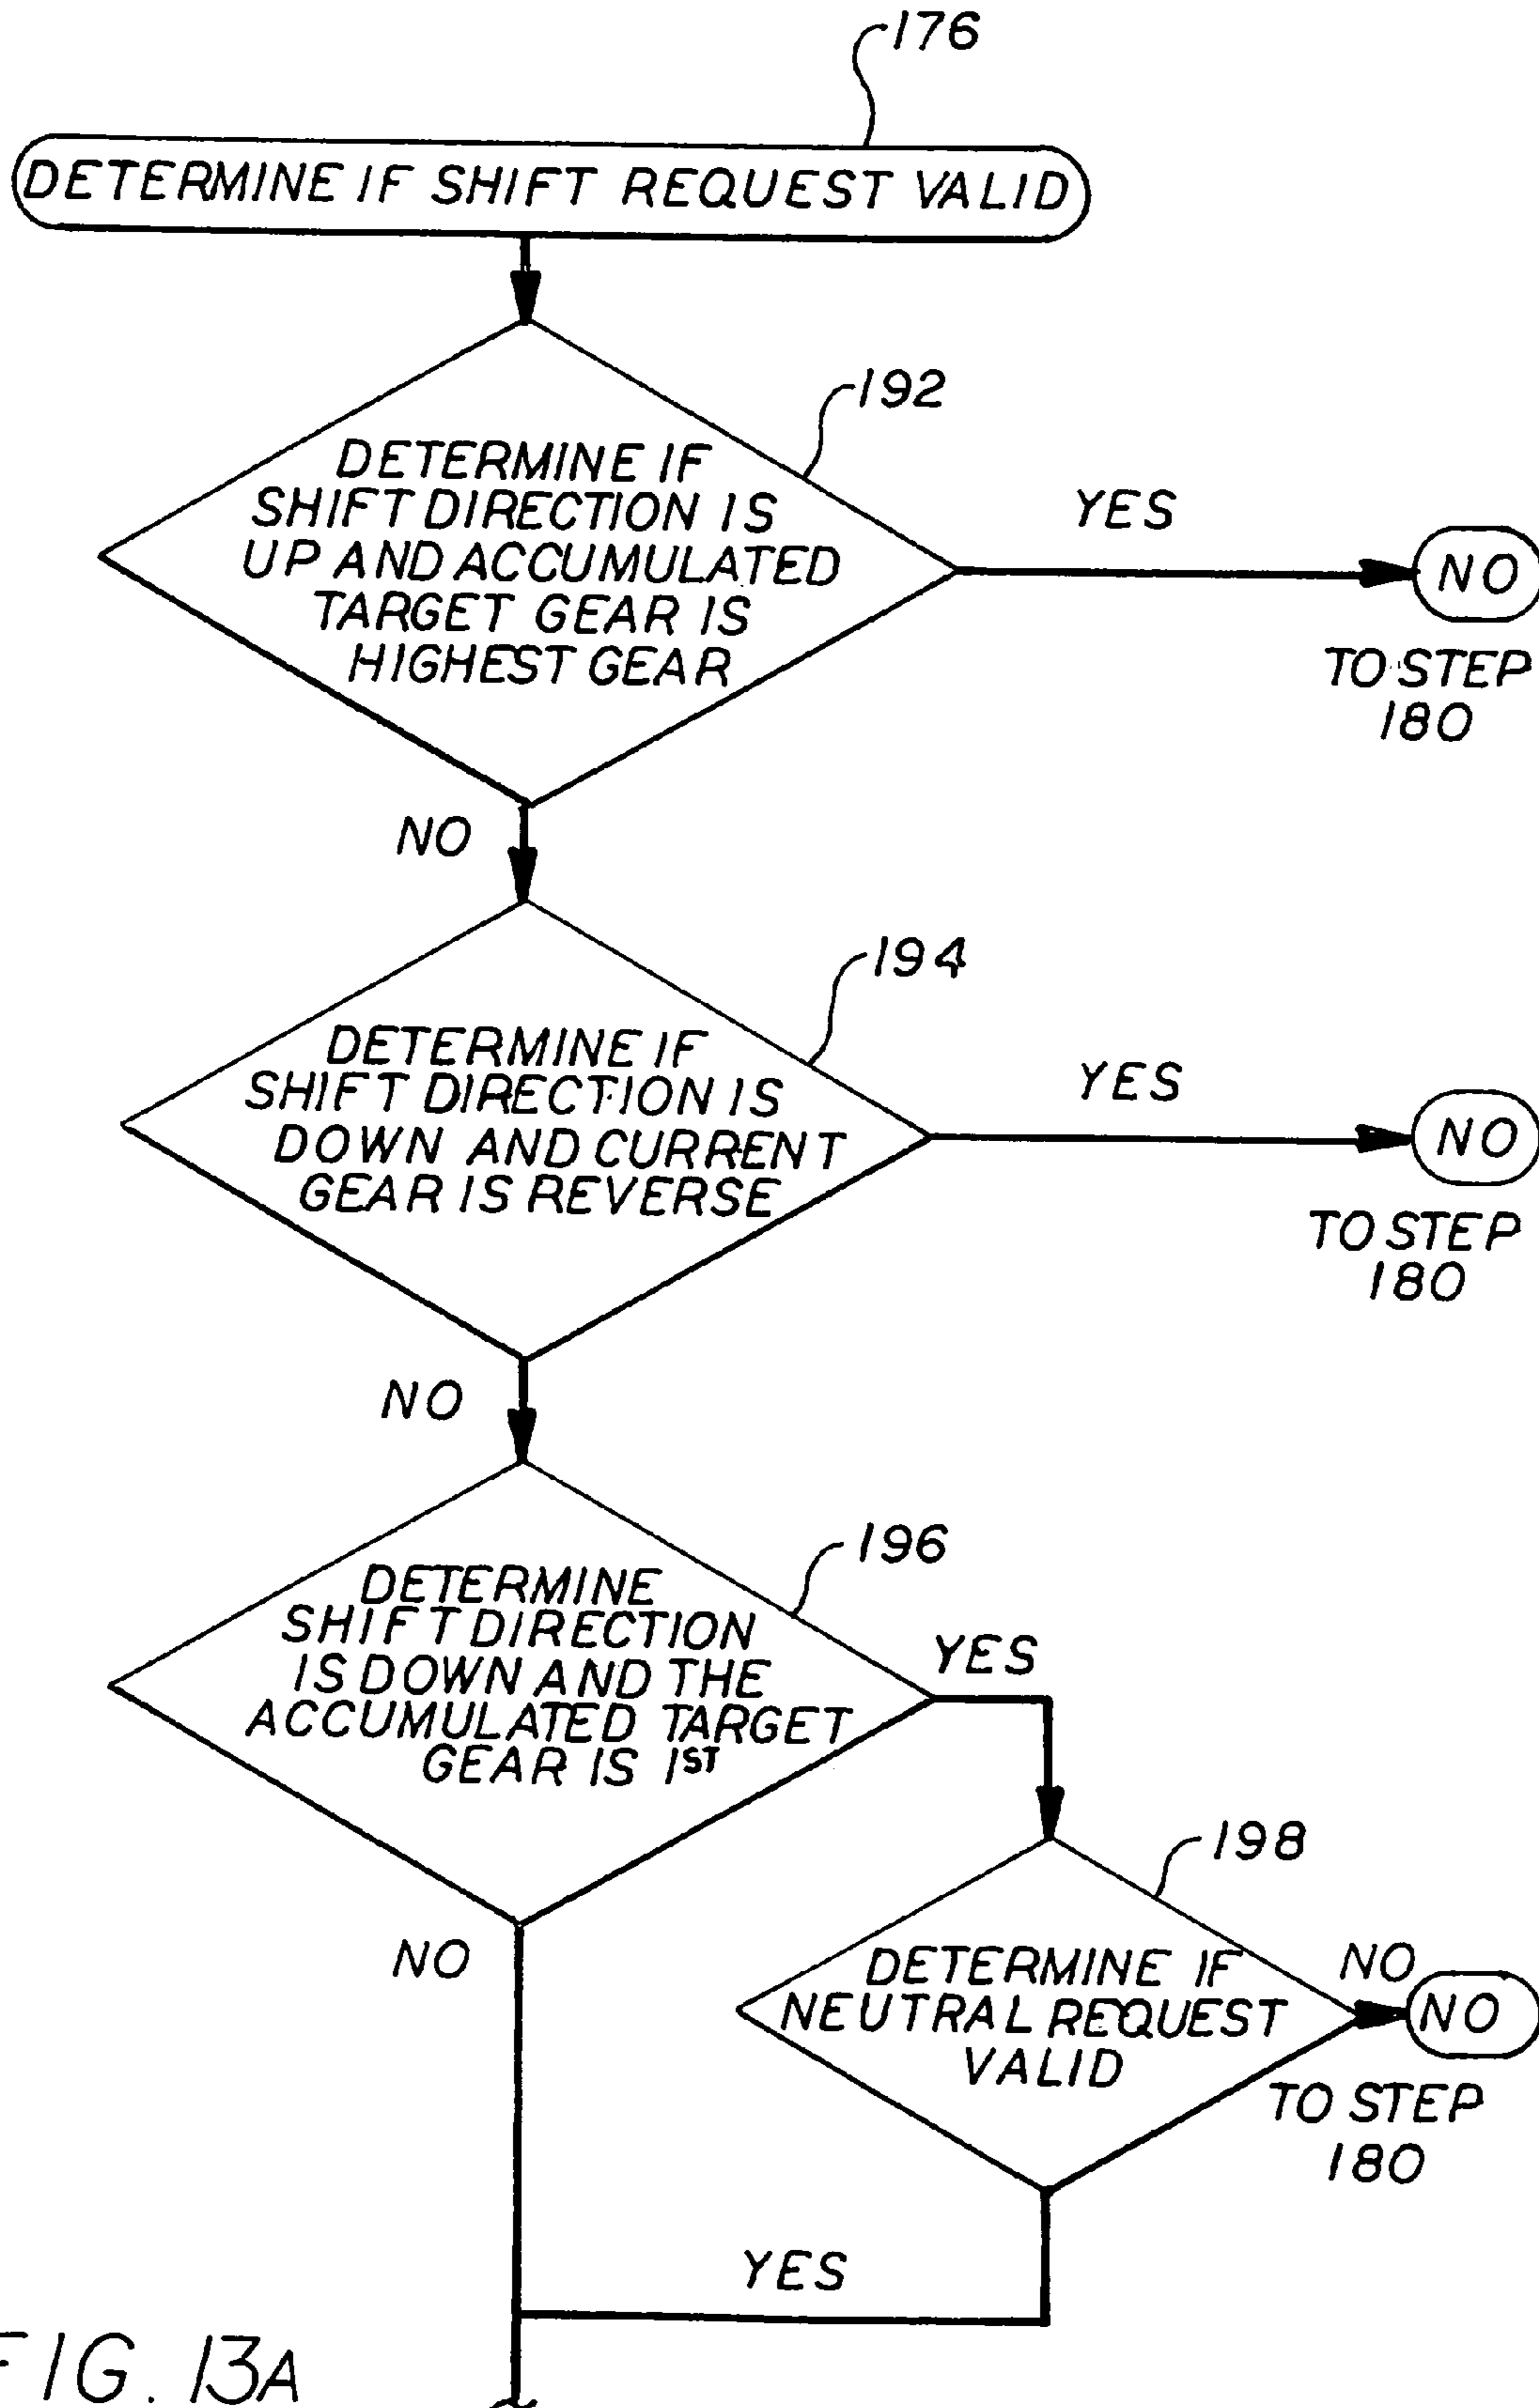 176
DETERMINE IF SHIFT REQUEST VALID
192
DETERMINE IF
SHIFT DIRECTION IS
UP AND ACCUMULATED
TARGET GEAR IS
HIGHEST GEAR
YES
NO
TO STEP
180
NO
194
DETERMINE IF
SHIFT DIRECTION IS
DOWN AND CURRENT
GEAR IS REVERSE
YES
NO
TO STEP
180
NO
196
DETERMINE
SHIFT DIRECTION
IS DOWN AND THE
ACCUMULATED TARGET
GEAR IS 1ST
YES
NO
198
DETERMINE IF
NEUTRAL REQUEST
VALID
NO
NO
TO STEP
180
YES
FIG. 13A